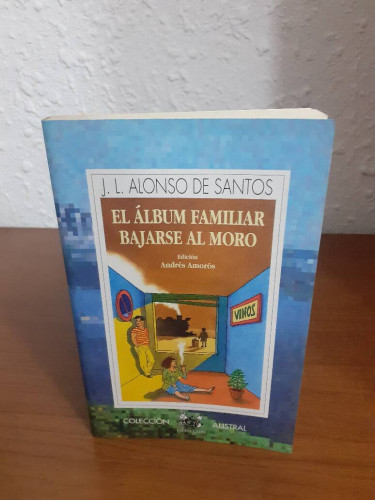 J. L. ALONSO DE SANTOS
EL ÁLBUM FAMILIAR
BAJARSE AL MORO
Edición
Andrés Amorós
VINOS
COLECCIÓN AUSTRAL